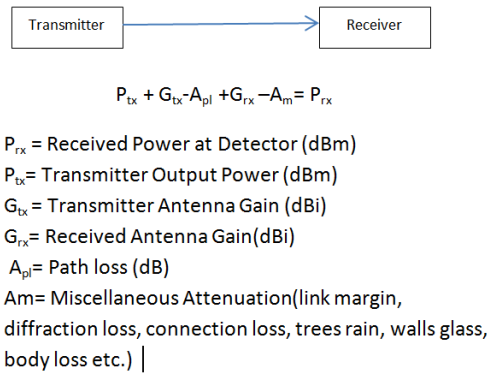 Transmitter Receiver
Ptx + Gtx-Apl +Grx –Am= Prx
Prx = Received Power at Detector (dBm)
Ptx= Transmitter Output Power (dBm)
Gtx = Transmitter Antenna Gain (dBi)
Grx= Received Antenna Gain(dBi)
Apl= Path loss (dB)
Am= Miscellaneous Attenuation(link margin,
diffraction loss, connection loss, trees rain, walls glass,
body loss etc.)